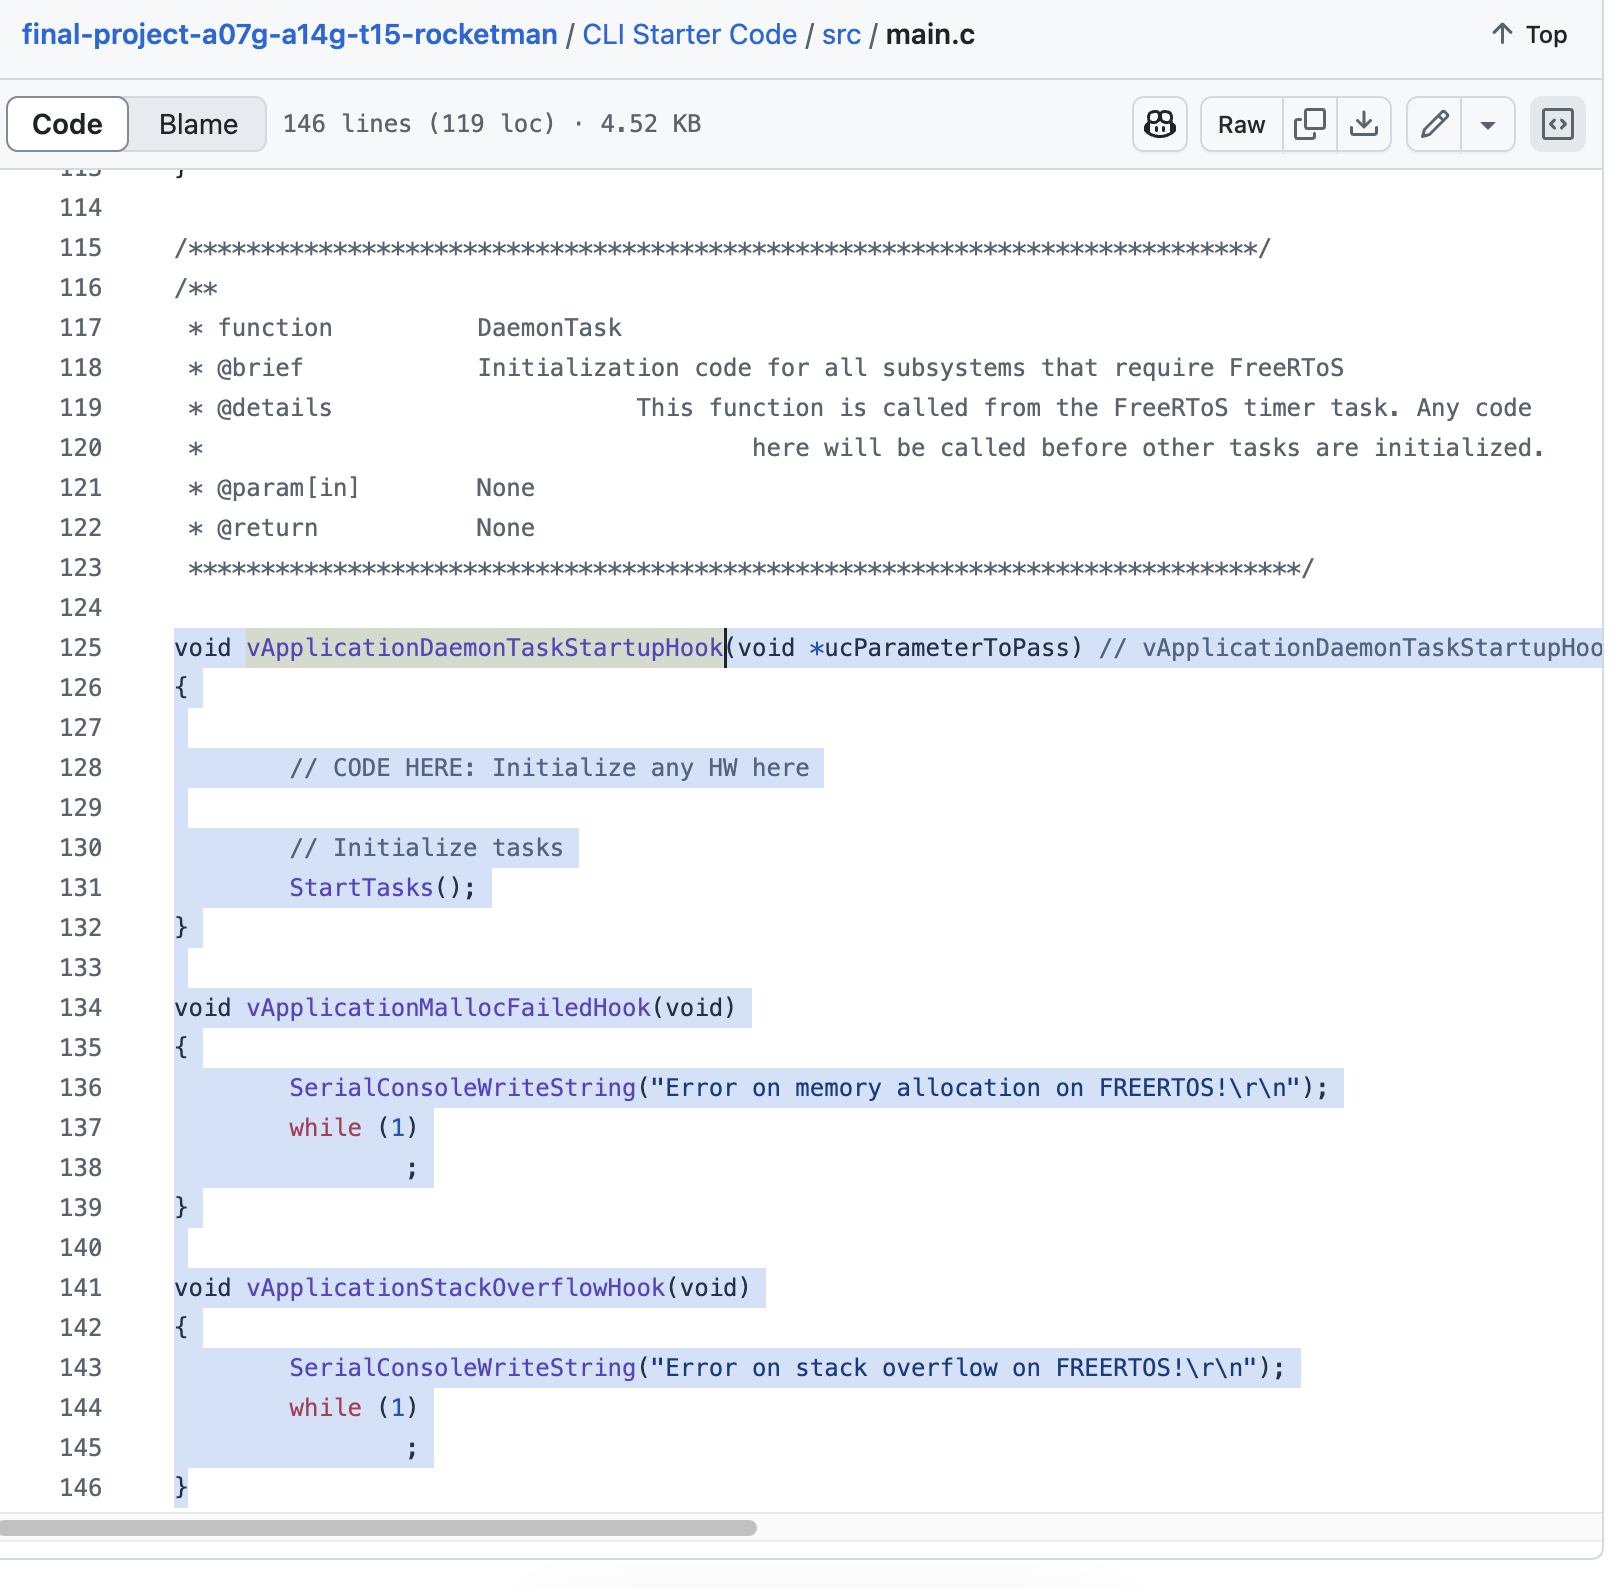 final-project-a07g-a14g-t15-rocketman / CLI Starter Code / src / main.c
Top
Code Blame 146 lines (119 loc) · 4.52 KB Raw
113 }
114
115 /**************************************************************************/
116 /**
117  * function          DaemonTask
118  * @brief            Initialization code for all subsystems that require FreeRToS
119  * @details                     This function is called from the FreeRToS timer task. Any code
120  *                                      here will be called before other tasks are initialized.
121  * @param[in]        None
122  * @return           None
123  *****************************************************************************/
124
125 void vApplicationDaemonTaskStartupHook(void *ucParameterToPass) // vApplicationDaemonTaskStartupHoo
126 {
127
128         // CODE HERE: Initialize any HW here
129
130         // Initialize tasks
131         StartTasks();
132 }
133
134 void vApplicationMallocFailedHook(void)
135 {
136         SerialConsoleWriteString("Error on memory allocation on FREERTOS!\r\n");
137         while (1)
138                 ;
139 }
140
141 void vApplicationStackOverflowHook(void)
142 {
143         SerialConsoleWriteString("Error on stack overflow on FREERTOS!\r\n");
144         while (1)
145                 ;
146 }